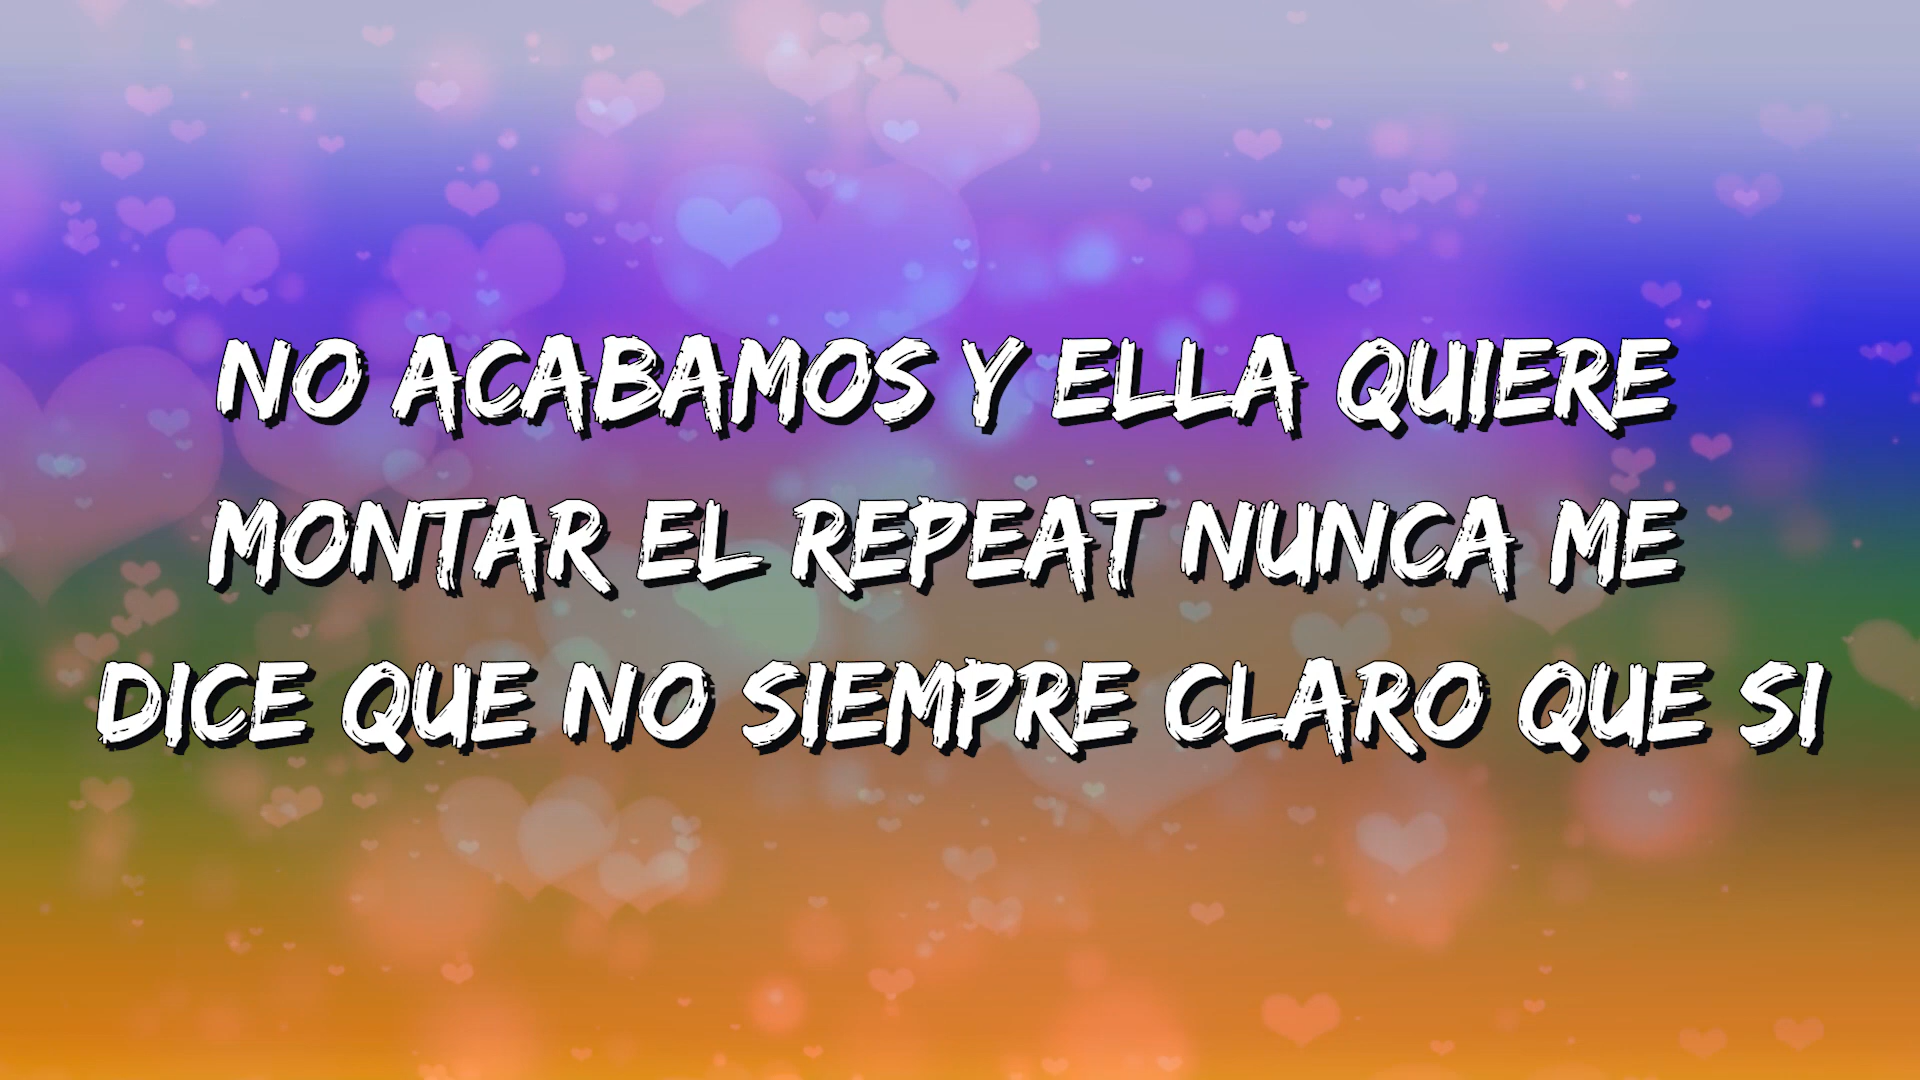 NO ACABAMOS Y ELLA QUIERE
MONTAR EL REPEAT NUNCA ME
DICE QUE NO SIEMPRE CLARO QUE SI